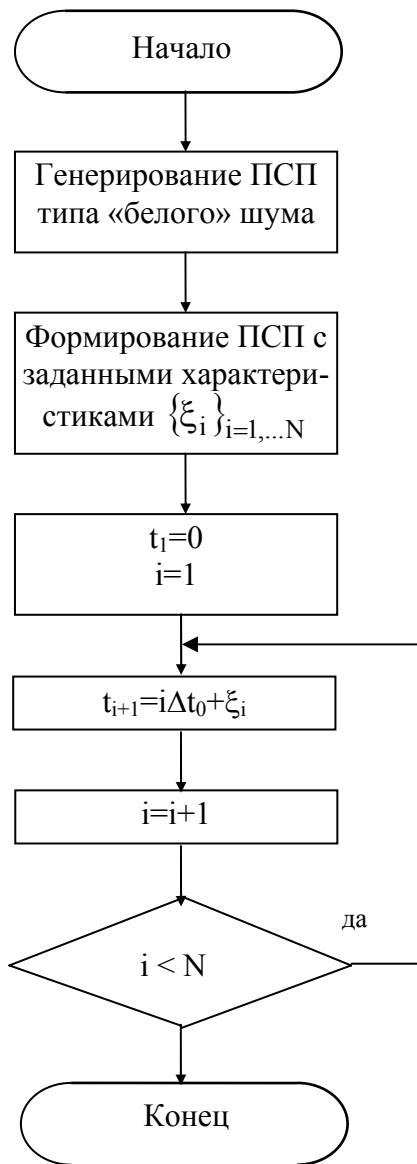 Начало
Генерирование ПСП
типа «белого» шума
Формирование ПСП с
заданными характери-
стиками {ξᵢ}ᵢ₌₁,...N
t₁=0
i=1
tᵢ₊₁=iΔt₀+ξᵢ
i=i+1
да
i < N
Конец